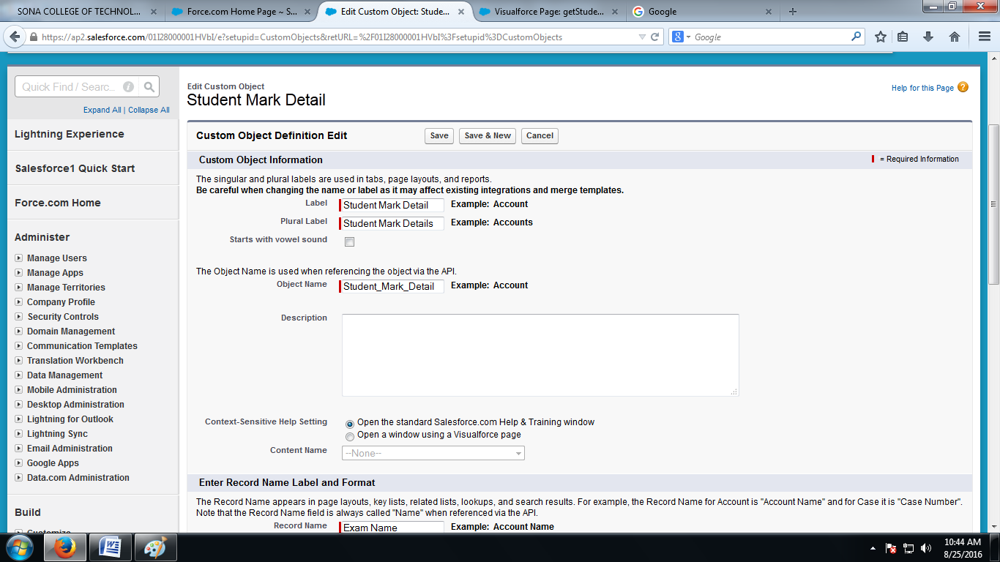 SONA COLLEGE OF TECHNOL...
Force.com Home Page ~ S...
Edit Custom Object: Stude...
Visualforce Page: getStude...
Google
https://ap2.salesforce.com/01I28000001HVbI/e?setupid=CustomObjects&retURL=%2F01I28000001HVbI%3Fsetupid%3DCustomObjects
Google
Quick Find / Searc...
Expand All | Collapse All
Lightning Experience
Salesforce1 Quick Start
Force.com Home
Administer
Manage Users
Manage Apps
Manage Territories
Company Profile
Security Controls
Domain Management
Communication Templates
Translation Workbench
Data Management
Mobile Administration
Desktop Administration
Lightning for Outlook
Lightning Sync
Email Administration
Google Apps
Data.com Administration
Build
Customize
Edit Custom Object
Student Mark Detail
Help for this Page
Custom Object Definition Edit
Save
Save & New
Cancel
Custom Object Information
= Required Information
The singular and plural labels are used in tabs, page layouts, and reports.
Be careful when changing the name or label as it may affect existing integrations and merge templates.
Label Student Mark Detail Example: Account
Plural Label Student Mark Details Example: Accounts
Starts with vowel sound
The Object Name is used when referencing the object via the API.
Object Name Student_Mark_Detail Example: Account
Description
Context-Sensitive Help Setting Open the standard Salesforce.com Help & Training window
Open a window using a Visualforce page
Content Name --None--
Enter Record Name Label and Format
The Record Name appears in page layouts, key lists, related lists, lookups, and search results. For example, the Record Name for Account is "Account Name" and for Case it is "Case Number".
Note that the Record Name field is always called "Name" when referenced via the API.
Record Name Exam Name Example: Account Name
10:44 AM
8/25/2016